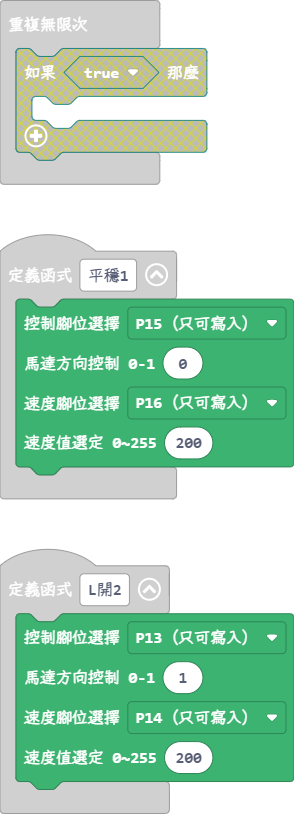 重複無限次
如果 true 那麼
定義函式 平穩1
控制腳位選擇 P15 (只可寫入)
馬達方向控制 0-1 0
速度腳位選擇 P16 (只可寫入)
速度值選定 0~255 200
定義函式 L開2
控制腳位選擇 P13 (只可寫入)
馬達方向控制 0-1 1
速度腳位選擇 P14 (只可寫入)
速度值選定 0~255 200